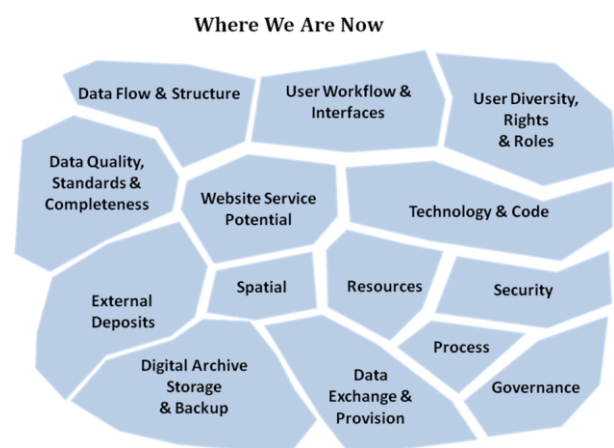 Where We Are Now
Data Flow & Structure
User Workflow &
Interfaces
User Diversity,
Rights
& Roles
Data Quality,
Standards &
Completeness
Website Service
Potential
Technology & Code
External
Deposits
Spatial
Resources
Security
Digital Archive
Storage
& Backup
Data
Exchange &
Provision
Process
Governance